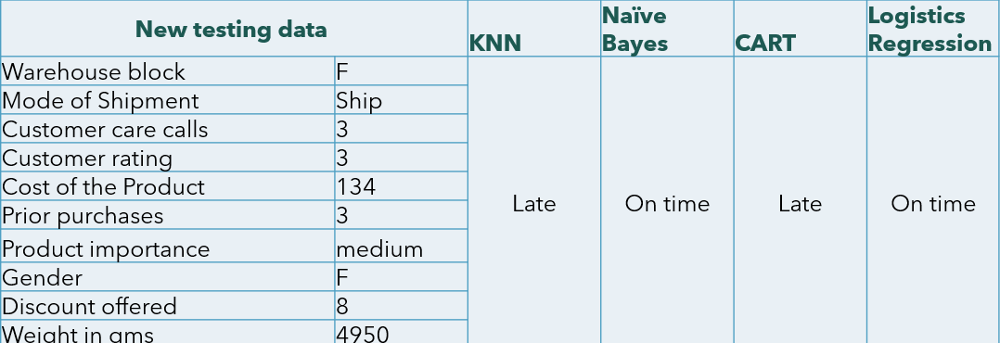 New testing data KNN Naïve Bayes CART Logistics Regression
Warehouse block F
Mode of Shipment Ship
Customer care calls 3
Customer rating 3
Cost of the Product 134
Prior purchases 3
Late On time Late On time
Product importance medium
Gender F
Discount offered 8
Weight in gms 4950